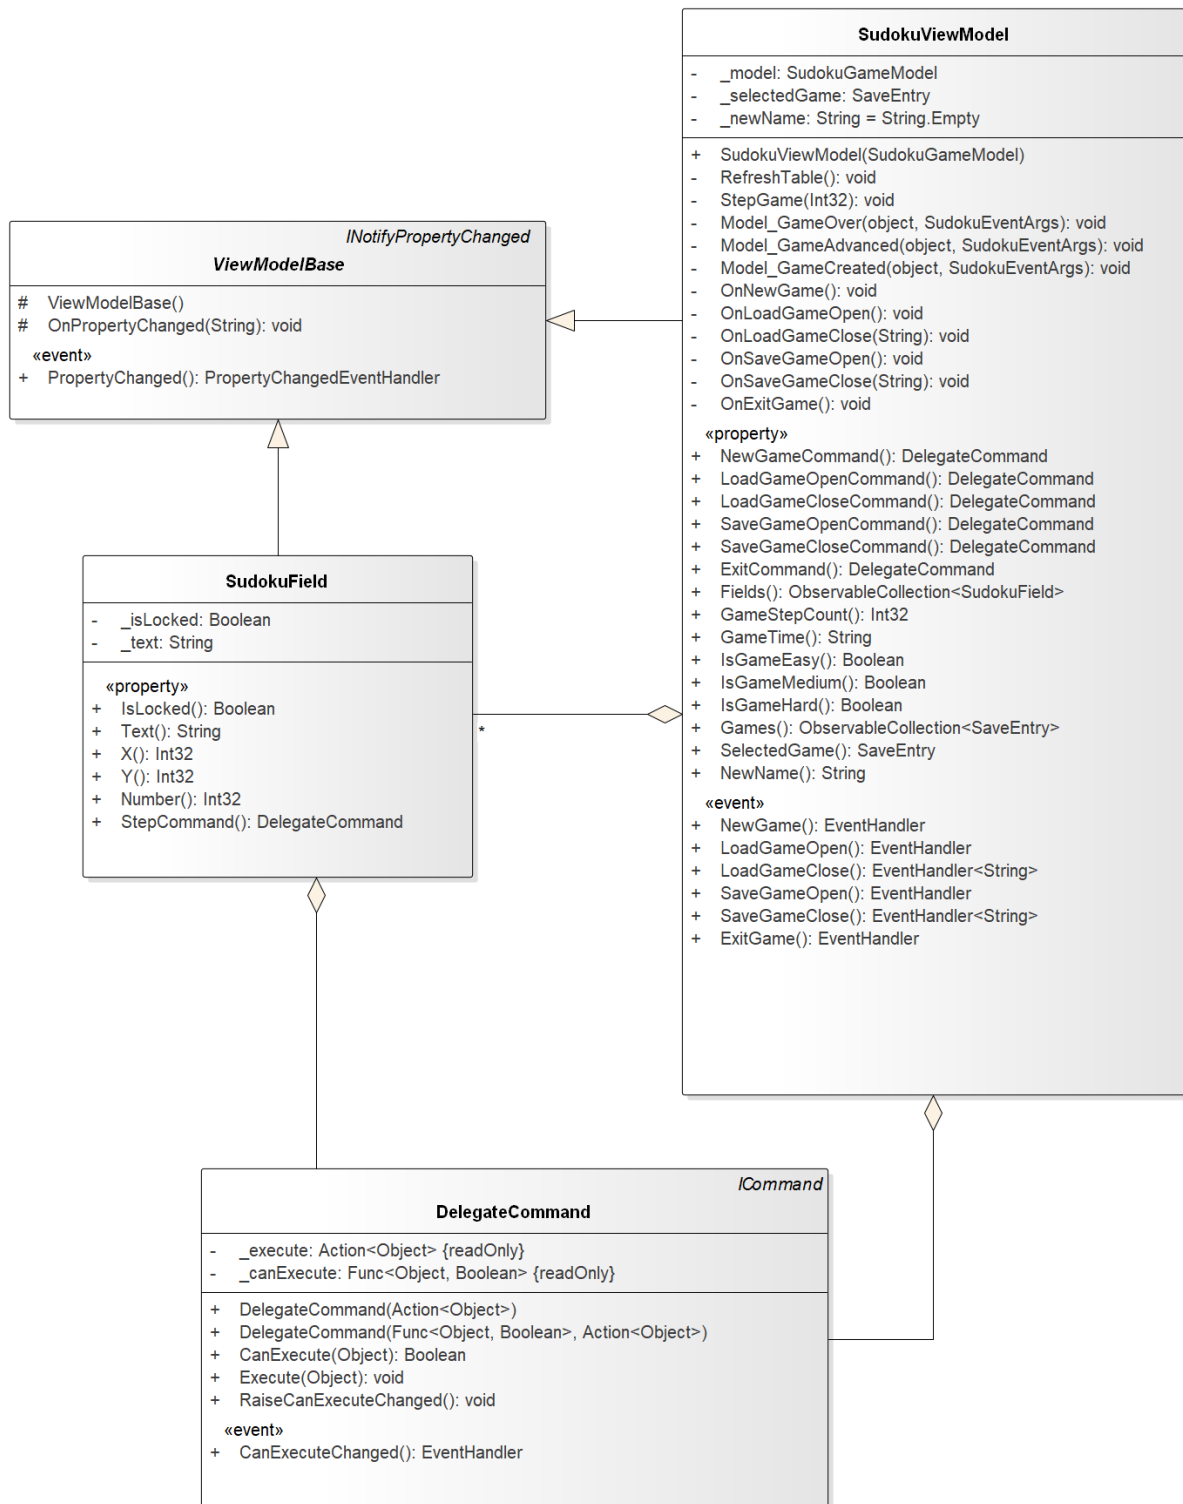 SudokuViewModel
- _model: SudokuGameModel
- _selectedGame: SaveEntry
- _newName: String = String.Empty
+ SudokuViewModel(SudokuGameModel)
- RefreshTable(): void
- StepGame(Int32): void
- Model_GameOver(object, SudokuEventArgs): void
- Model_GameAdvanced(object, SudokuEventArgs): void
- Model_GameCreated(object, SudokuEventArgs): void
- OnNewGame(): void
- OnLoadGameOpen(): void
- OnLoadGameClose(String): void
- OnSaveGameOpen(): void
- OnSaveGameClose(String): void
- OnExitGame(): void
«property»
+ NewGameCommand(): DelegateCommand
+ LoadGameOpenCommand(): DelegateCommand
+ LoadGameCloseCommand(): DelegateCommand
+ SaveGameOpenCommand(): DelegateCommand
+ SaveGameCloseCommand(): DelegateCommand
+ ExitCommand(): DelegateCommand
+ Fields(): ObservableCollection<SudokuField>
+ GameStepCount(): Int32
+ GameTime(): String
+ IsGameEasy(): Boolean
+ IsGameMedium(): Boolean
+ IsGameHard(): Boolean
+ Games(): ObservableCollection<SaveEntry>
+ SelectedGame(): SaveEntry
+ NewName(): String
«event»
+ NewGame(): EventHandler
+ LoadGameOpen(): EventHandler
+ LoadGameClose(): EventHandler<String>
+ SaveGameOpen(): EventHandler
+ SaveGameClose(): EventHandler<String>
+ ExitGame(): EventHandler
INotifyPropertyChanged
ViewModelBase
# ViewModelBase()
# OnPropertyChanged(String): void
«event»
+ PropertyChanged(): PropertyChangedEventHandler
SudokuField
- _isLocked: Boolean
- _text: String
«property»
+ IsLocked(): Boolean
+ Text(): String
+ X(): Int32
+ Y(): Int32
+ Number(): Int32
+ StepCommand(): DelegateCommand
*
ICommand
DelegateCommand
- _execute: Action<Object> {readOnly}
- _canExecute: Func<Object, Boolean> {readOnly}
+ DelegateCommand(Action<Object>)
+ DelegateCommand(Func<Object, Boolean>, Action<Object>)
+ CanExecute(Object): Boolean
+ Execute(Object): void
+ RaiseCanExecuteChanged(): void
«event»
+ CanExecuteChanged(): EventHandler